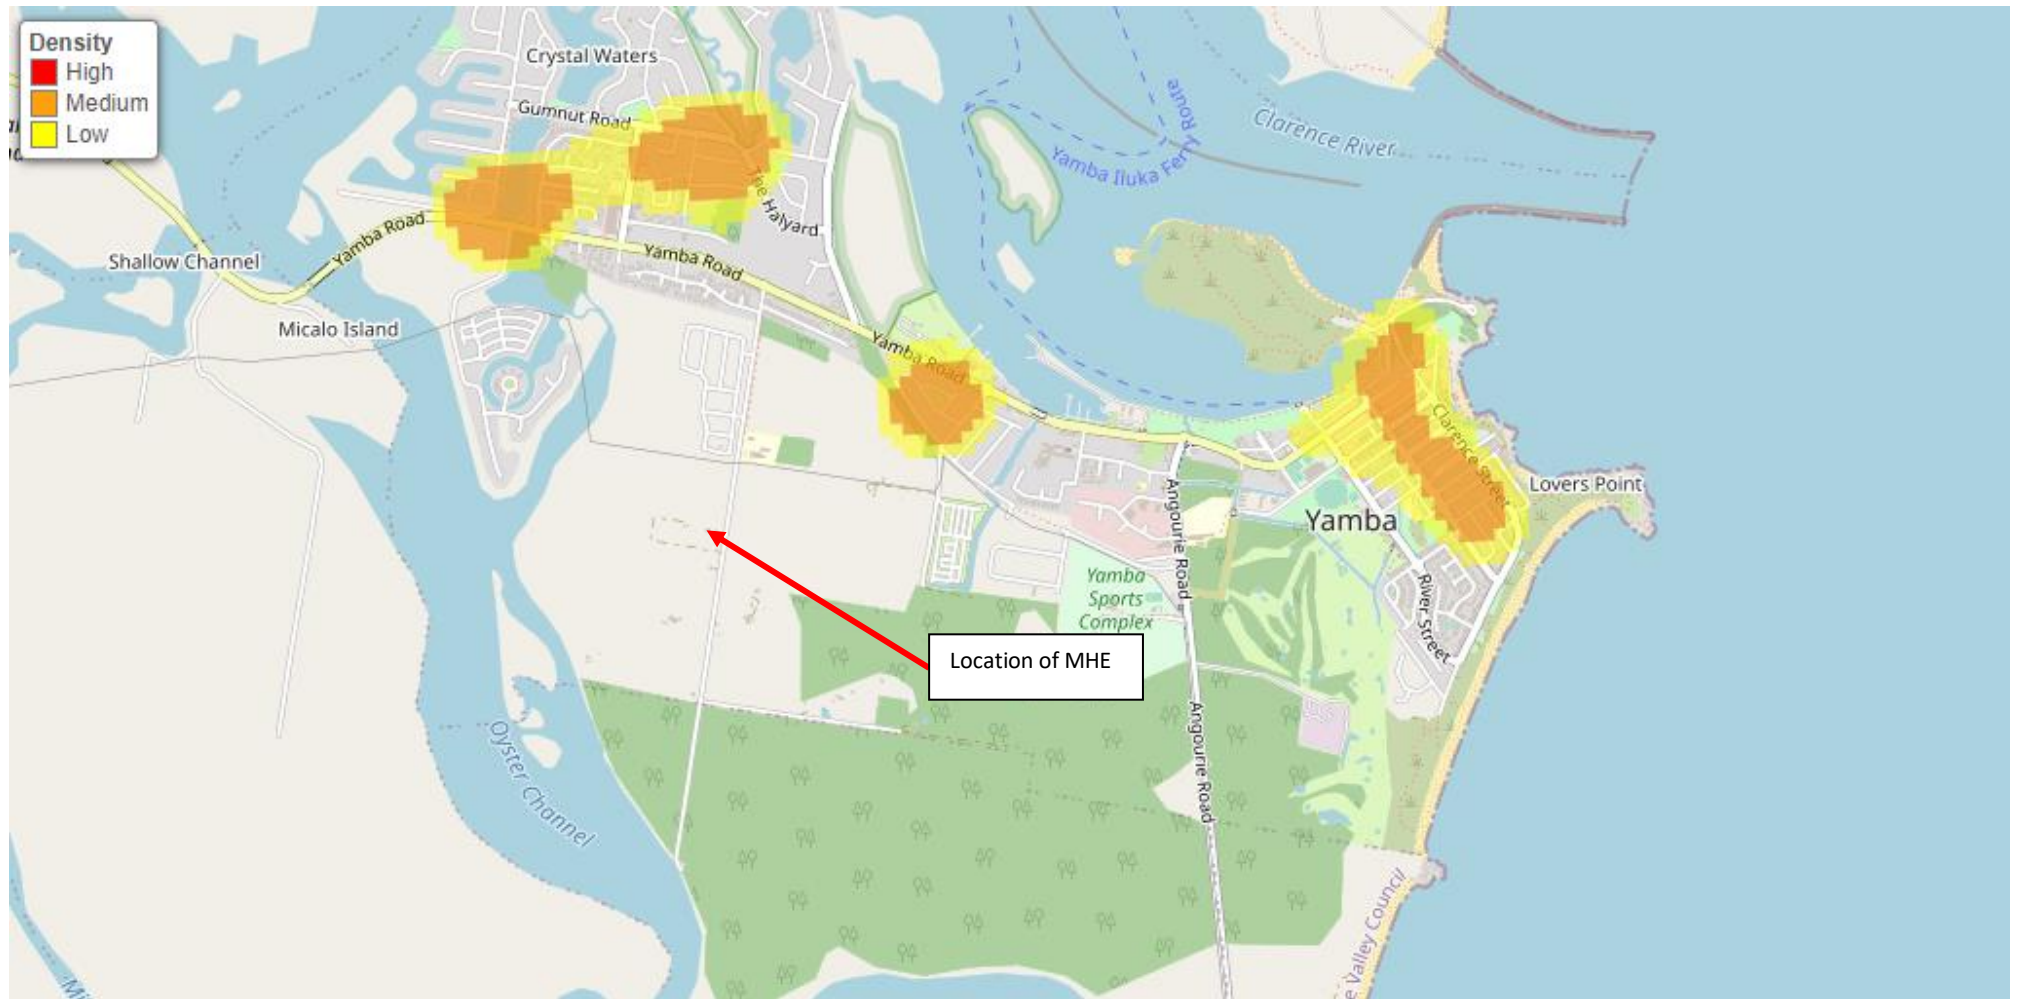 Density
High
Medium
Low
Crystal Waters
Gumnut Road
The Halyard
Yamba Road
Yamba Road
Yamba Road
Shallow Channel
Micalo Island
Yamba Iluka Ferry Route
Clarence River
Clarence Street
Lovers Point
Yamba
River Street
Angourie Road
Angourie Road
Yamba
Sports
Complex
Location of MHE
Oyster Channel
e Valley Council